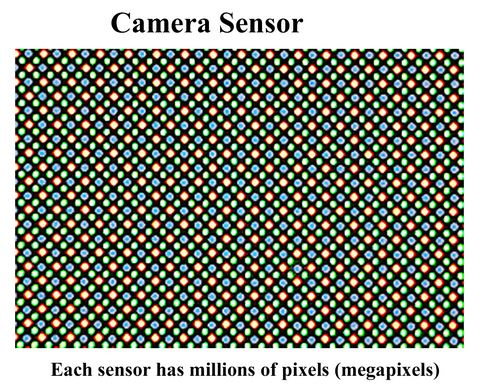 Camera Sensor
Each sensor has millions of pixels (megapixels)